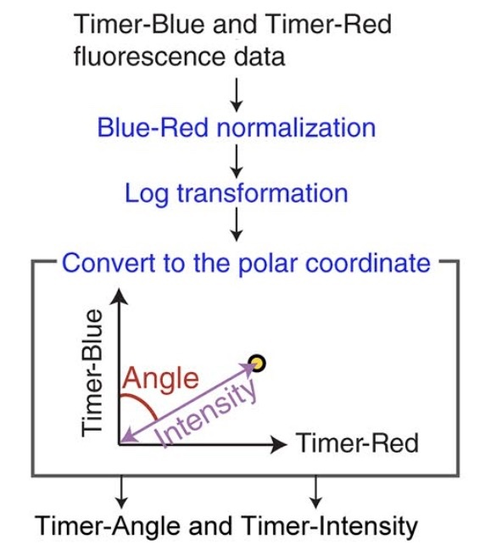 Timer-Blue and Timer-Red
fluorescence data
Blue-Red normalization
Log transformation
Convert to the polar coordinate
Timer-Blue
Angle
Intensity
Timer-Red
Timer-Angle and Timer-Intensity